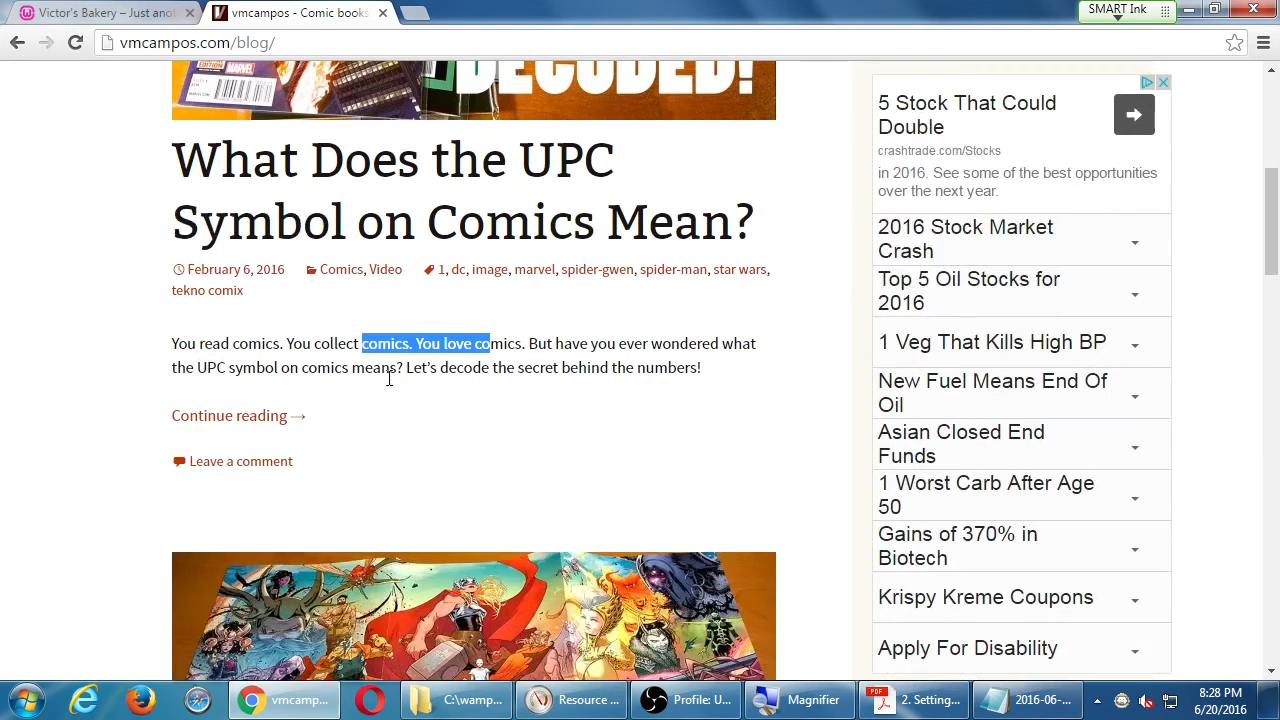 Victor's Bakery – Just ano
vmcampos - Comic books
SMART Ink
vmcampos.com/blog/
MARVEL
DECODED!
What Does the UPC
Symbol on Comics Mean?
February 6, 2016 Comics, Video 1, dc, image, marvel, spider-gwen, spider-man, star wars,
tekno comix
You read comics. You collect comics. You love comics. But have you ever wondered what
the UPC symbol on comics means? Let's decode the secret behind the numbers!
Continue reading →
Leave a comment
5 Stock That Could
Double
crashtrade.com/Stocks
in 2016. See some of the best opportunities
over the next year.
2016 Stock Market
Crash
Top 5 Oil Stocks for
2016
1 Veg That Kills High BP
New Fuel Means End Of
Oil
Asian Closed End
Funds
1 Worst Carb After Age
50
Gains of 370% in
Biotech
Krispy Kreme Coupons
Apply For Disability
vmcamp...
C:\wamp...
Resource ...
Profile: U...
Magnifier
PDF
2. Setting...
2016-06-...
8:28 PM
6/20/2016